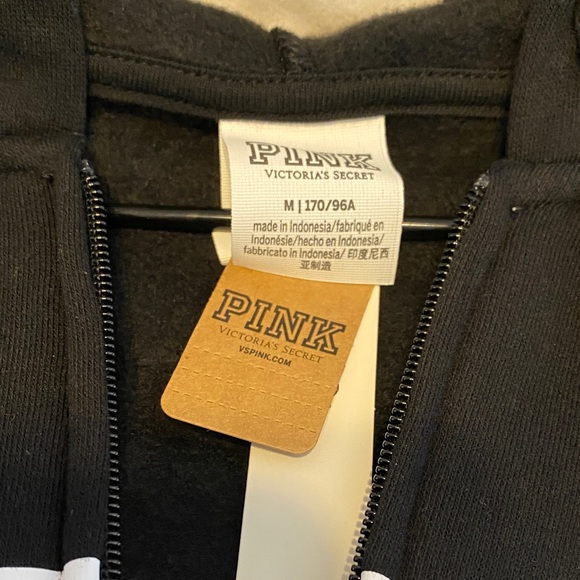 PINK
VICTORIA'S SECRET
M | 170/96A
made in Indonesia/fabriqué en
Indonésie/hecho en Indonesia/
fabbricato in Indonesia/ 印度尼西
亚制造
PINK
VICTORIA'S SECRET
VSPINK.COM